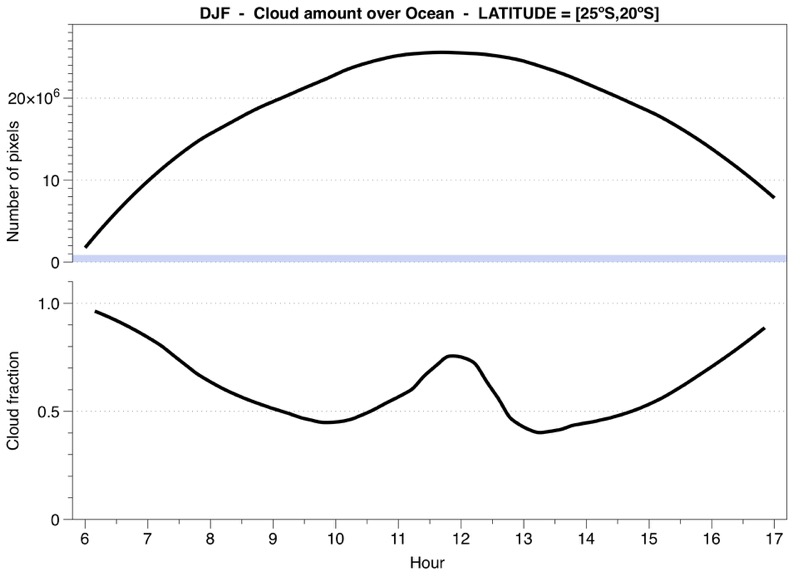 DJF - Cloud amount over Ocean - LATITUDE = [25ºS,20ºS]
Number of pixels
20×10⁶
10
0
Cloud fraction
1.0
0.5
0
6 7 8 9 10 11 12 13 14 15 16 17
Hour